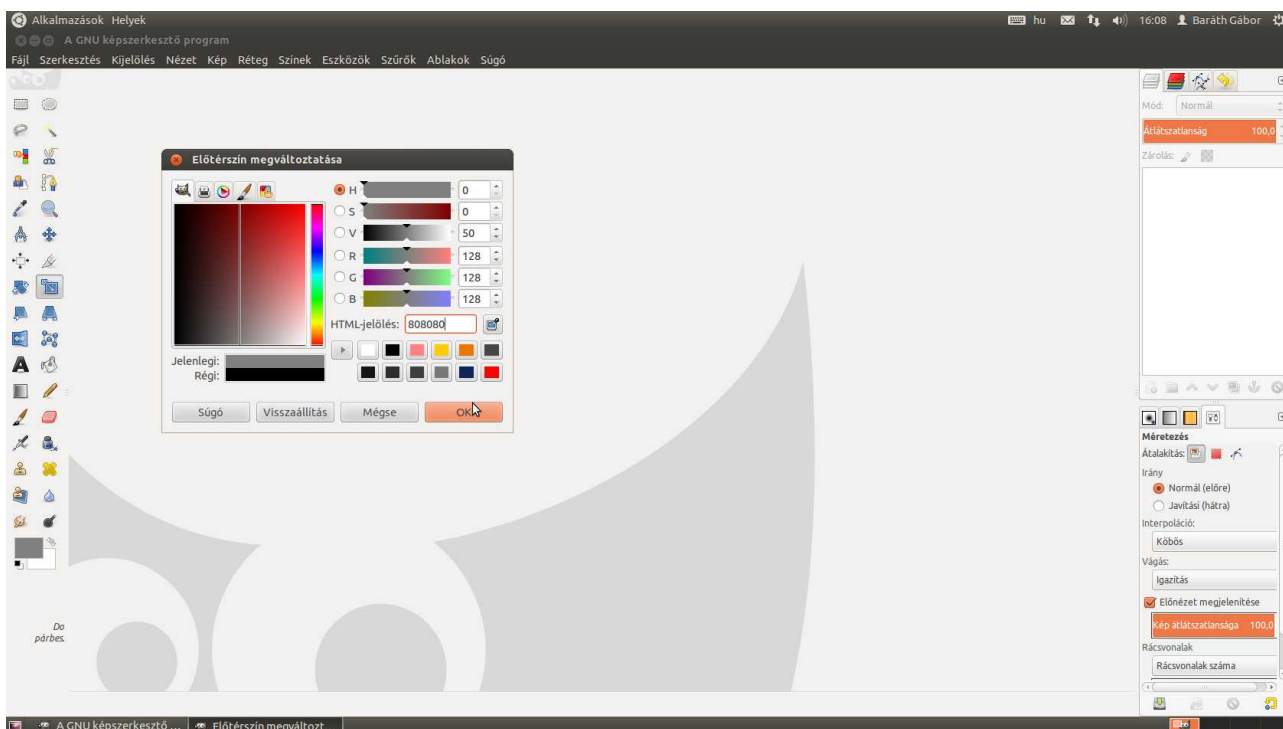 Alkalmazások Helyek hu 16:08 Baráth Gábor
A GNU képszerkesztő program
Fájl Szerkesztés Kijelölés Nézet Kép Réteg Színek Eszközök Szűrők Ablakok Súgó
Mód: Normál
Átlátszatlanság 100,0
Zárolás:
Előtérszín megváltoztatása
H 0
S 0
V 50
R 128
G 128
B 128
HTML-jelölés: 808080
Jelenlegi:
Régi:
Súgó Visszaállítás Mégse OK
Méretezés
Átalakítás:
Irány
Normál (előre)
Javítási (hátra)
Interpoláció:
Köbös
Vágás:
Igazítás
Előnézet megjelenítése
Kép átlátszatlansága 100,0
Rácsvonalak
Rácsvonalak száma
Do
párbes
A GNU képszerkesztő ... Előtérszín megváltozt...